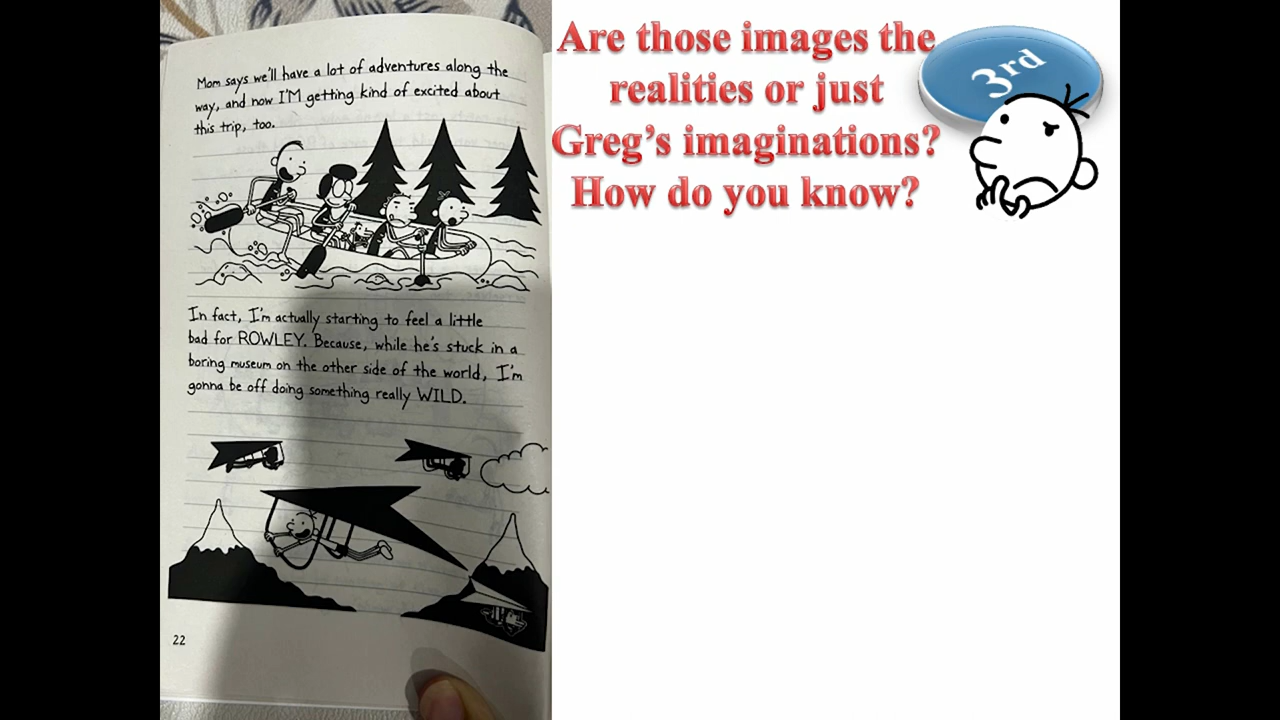 Mom says we'll have a lot of adventures along the
way, and now I'M getting kind of excited about
this trip, too.
In fact, I'm actually starting to feel a little
bad for ROWLEY. Because, while he's stuck in a
boring museum on the other side of the world, I'm
gonna be off doing something really WILD.
22
Are those images the
realities or just
Greg's imaginations?
How do you know?
3rd